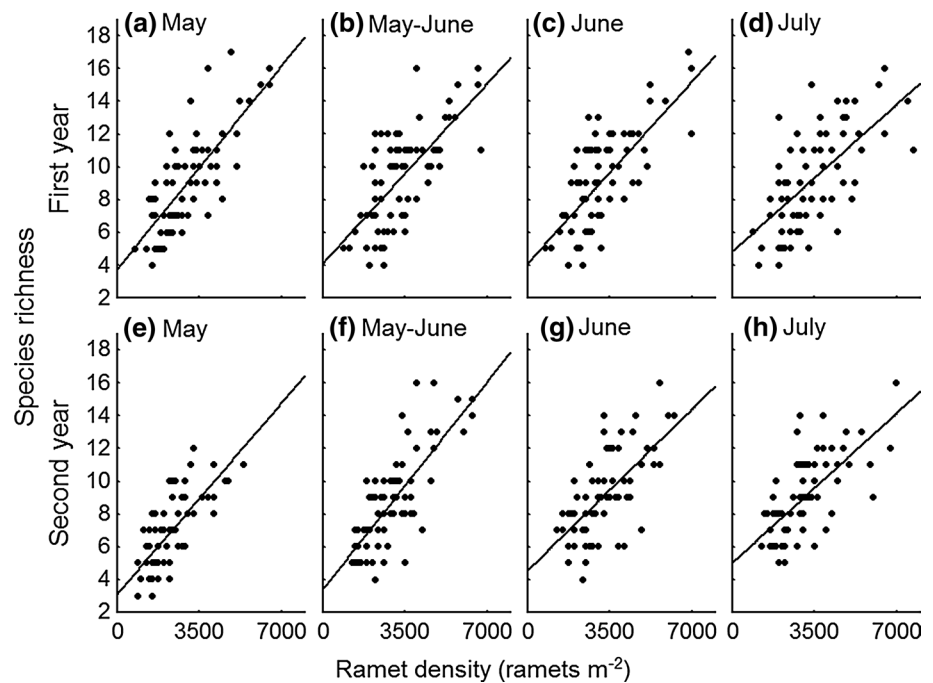 (a) May
(b) May-June
(c) June
(d) July
18
16
14
12
10
8
6
4
2
First year
Species richness
(e) May
(f) May-June
(g) June
(h) July
18
16
14
12
10
8
6
4
2
Second year
0 3500 7000
0 3500 7000
0 3500 7000
0 3500 7000
Ramet density (ramets m⁻²)